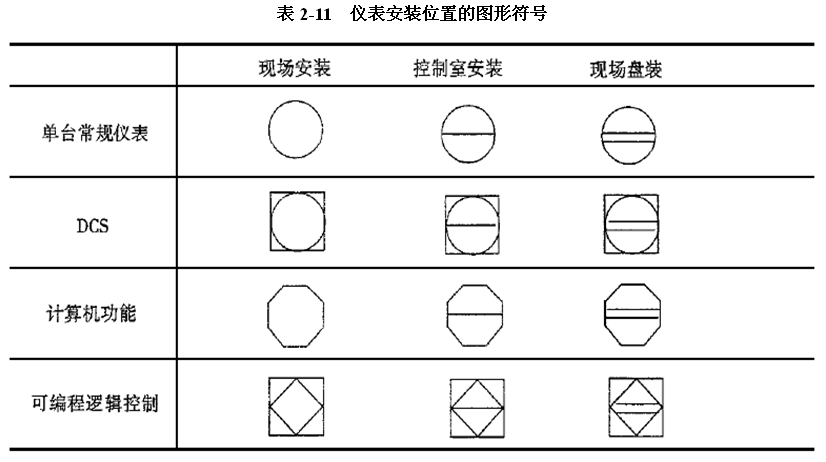 表 2-11 仪表安装位置的图形符号
现场安装 控制室安装 现场盘装
单台常规仪表
DCS
计算机功能
可编程逻辑控制